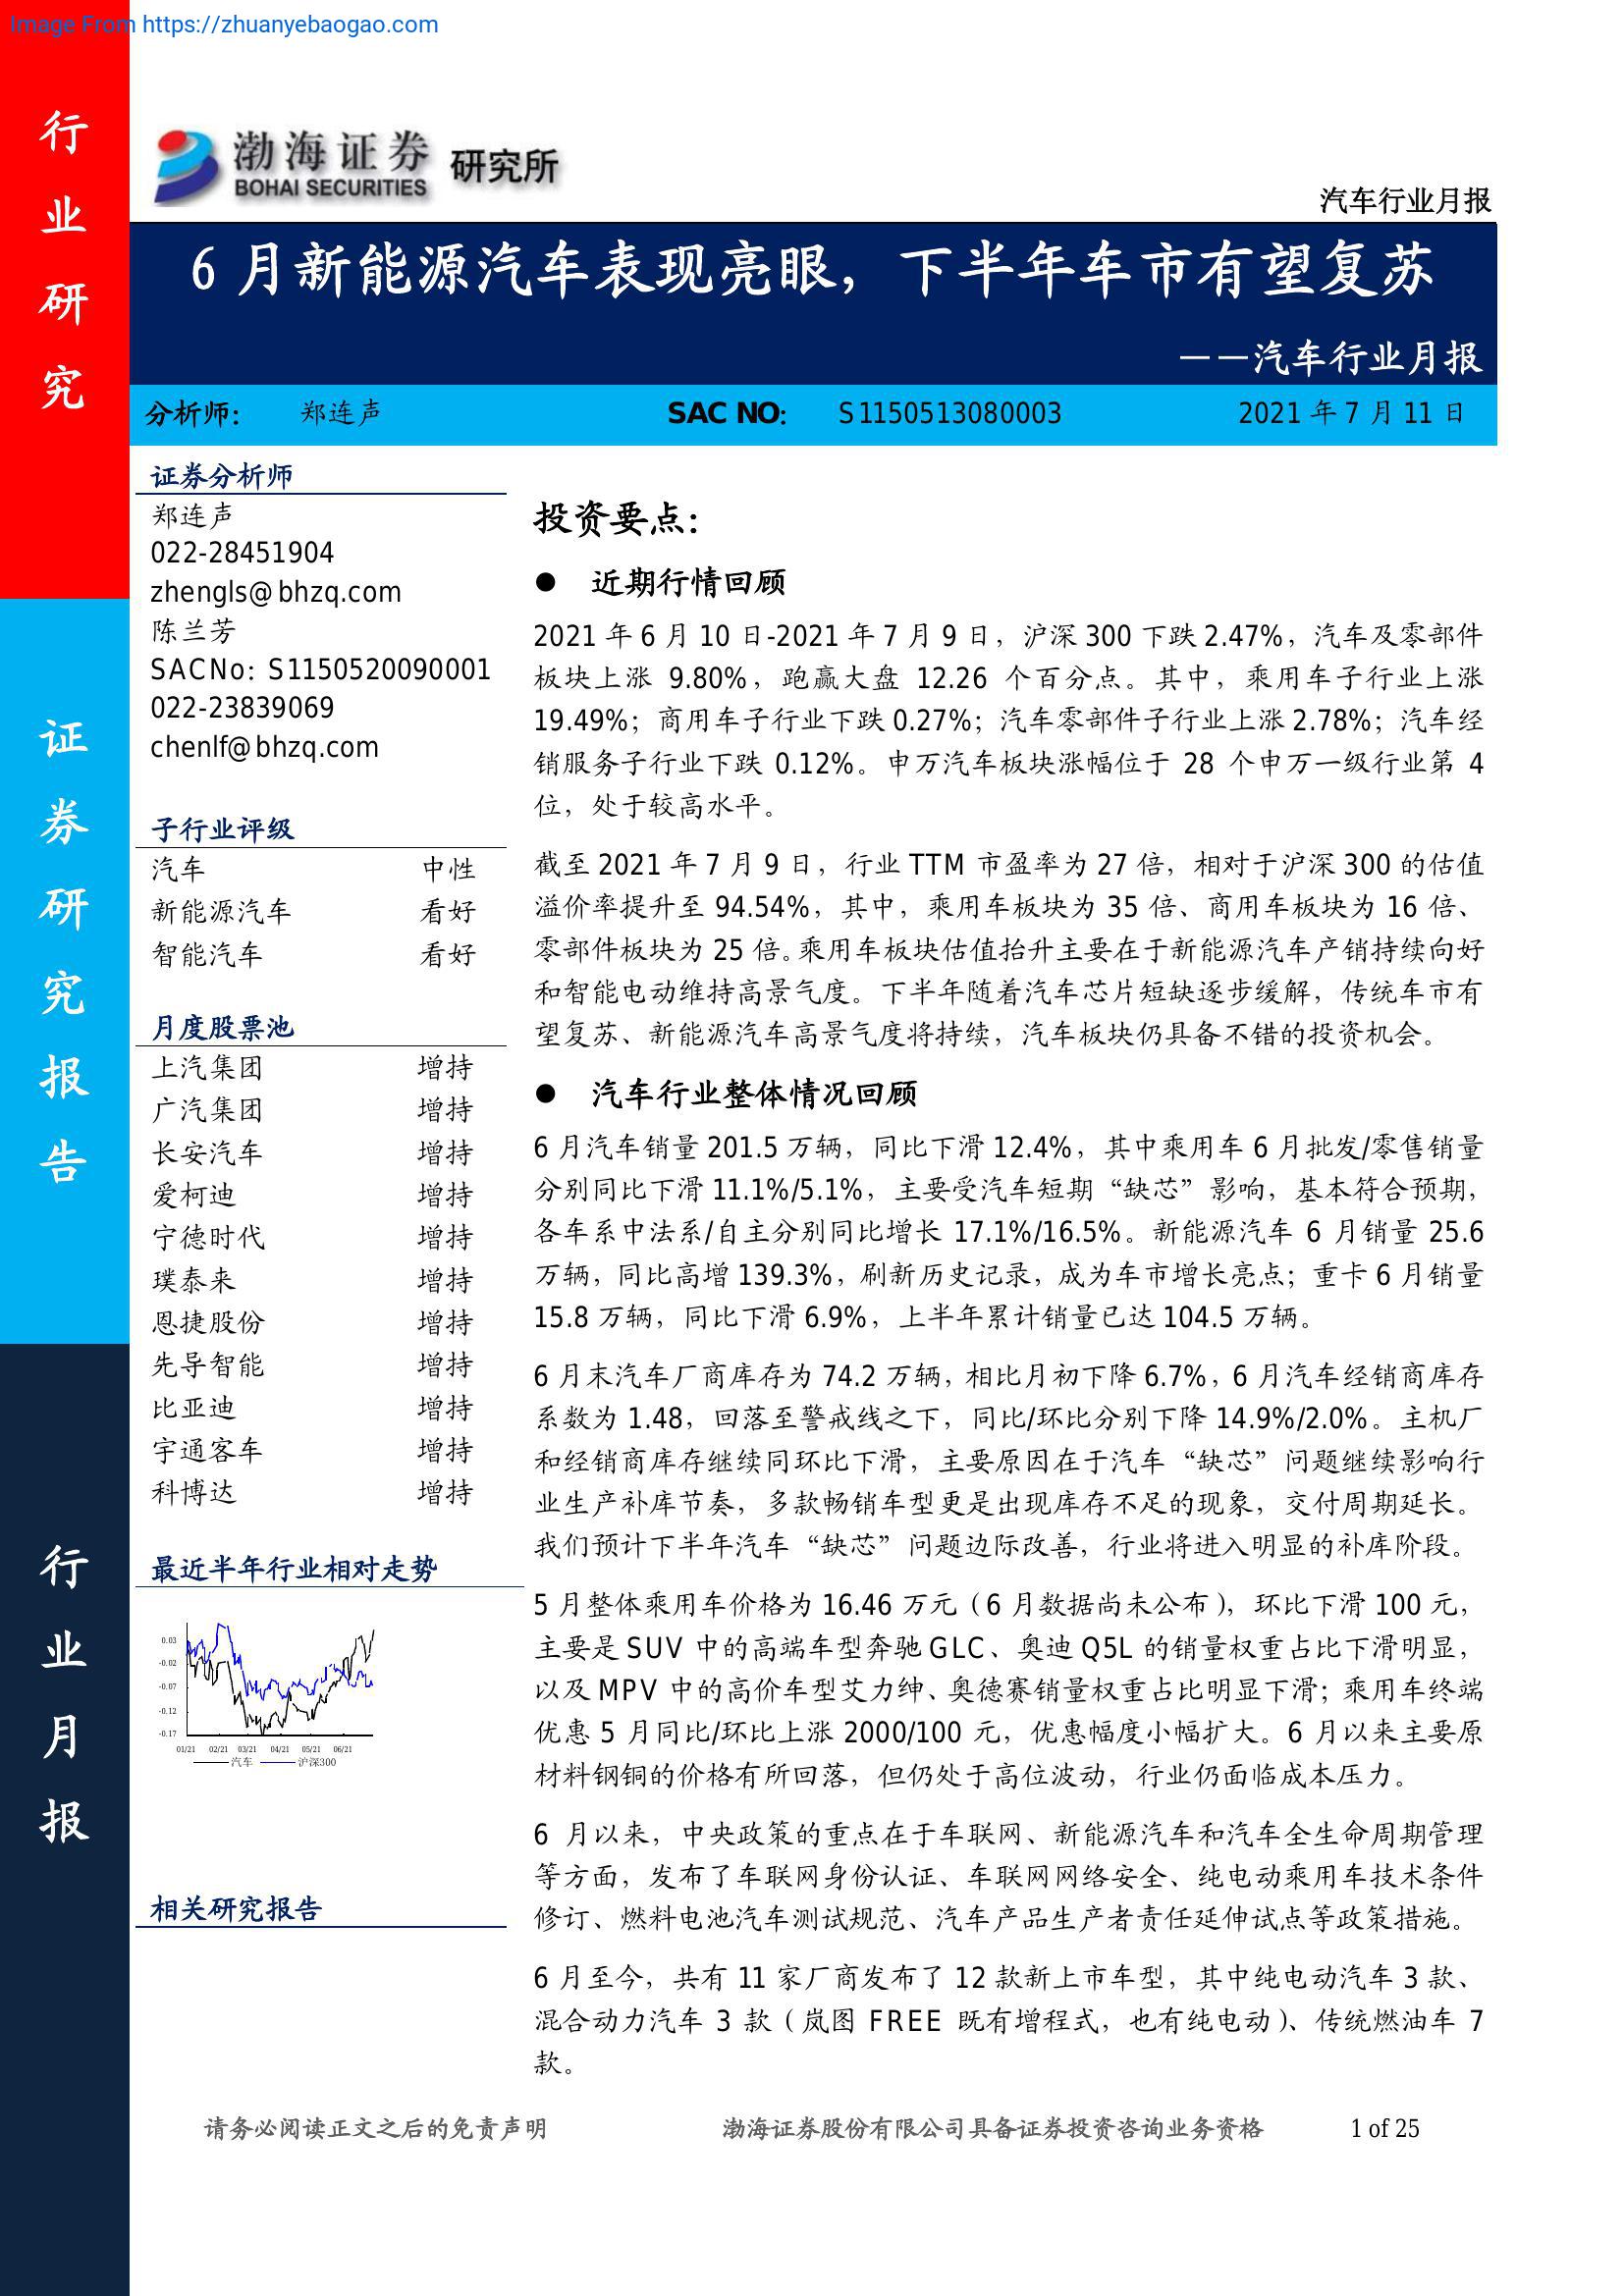 Image From https://zhuanyebaogao.com
行
业
研
究
证
券
研
究
报
告
行
业
月
报
渤海证券 研究所
BOHAI SECURITIES
汽车行业月报
6 月新能源汽车表现亮眼，下半年车市有望复苏
——汽车行业月报
分析师： 郑连声 SAC NO： S1150513080003 2021 年 7 月 11 日
证券分析师
郑连声
022-28451904
zhengls@bhzq.com
陈兰芳
SACNo: S1150520090001
022-23839069
chenlf@bhzq.com
子行业评级
汽车 中性
新能源汽车 看好
智能汽车 看好
月度股票池
上汽集团 增持
广汽集团 增持
长安汽车 增持
爱柯迪 增持
宁德时代 增持
璞泰来 增持
恩捷股份 增持
先导智能 增持
比亚迪 增持
宇通客车 增持
科博达 增持
最近半年行业相对走势
0.03
-0.02
-0.07
-0.12
-0.17
01/21 02/21 03/21 04/21 05/21 06/21
汽车 沪深300
相关研究报告
投资要点：
● 近期行情回顾
2021 年 6 月 10 日-2021 年 7 月 9 日，沪深 300 下跌 2.47%，汽车及零部件
板块上涨 9.80%，跑赢大盘 12.26 个百分点。其中，乘用车子行业上涨
19.49%；商用车子行业下跌 0.27%；汽车零部件子行业上涨 2.78%；汽车经
销服务子行业下跌 0.12%。申万汽车板块涨幅位于 28 个申万一级行业第 4
位，处于较高水平。
截至 2021 年 7 月 9 日，行业 TTM 市盈率为 27 倍，相对于沪深 300 的估值
溢价率提升至 94.54%，其中，乘用车板块为 35 倍、商用车板块为 16 倍、
零部件板块为 25 倍。乘用车板块估值抬升主要在于新能源汽车产销持续向好
和智能电动维持高景气度。下半年随着汽车芯片短缺逐步缓解，传统车市有
望复苏、新能源汽车高景气度将持续，汽车板块仍具备不错的投资机会。
● 汽车行业整体情况回顾
6 月汽车销量 201.5 万辆，同比下滑 12.4%，其中乘用车 6 月批发/零售销量
分别同比下滑 11.1%/5.1%，主要受汽车短期“缺芯”影响，基本符合预期，
各车系中法系/自主分别同比增长 17.1%/16.5%。新能源汽车 6 月销量 25.6
万辆，同比高增 139.3%，刷新历史记录，成为车市增长亮点；重卡 6 月销量
15.8 万辆，同比下滑 6.9%，上半年累计销量已达 104.5 万辆。
6 月末汽车厂商库存为 74.2 万辆，相比月初下降 6.7%，6 月汽车经销商库存
系数为 1.48，回落至警戒线之下，同比/环比分别下降 14.9%/2.0%。主机厂
和经销商库存继续同环比下滑，主要原因在于汽车“缺芯”问题继续影响行
业生产补库节奏，多款畅销车型更是出现库存不足的现象，交付周期延长。
我们预计下半年汽车“缺芯”问题边际改善，行业将进入明显的补库阶段。
5 月整体乘用车价格为 16.46 万元（6 月数据尚未公布），环比下滑 100 元，
主要是 SUV 中的高端车型奔驰 GLC、奥迪 Q5L 的销量权重占比下滑明显，
以及 MPV 中的高价车型艾力绅、奥德赛销量权重占比明显下滑；乘用车终端
优惠 5 月同比/环比上涨 2000/100 元，优惠幅度小幅扩大。6 月以来主要原
材料钢铜的价格有所回落，但仍处于高位波动，行业仍面临成本压力。
6 月以来，中央政策的重点在于车联网、新能源汽车和汽车全生命周期管理
等方面，发布了车联网身份认证、车联网网络安全、纯电动乘用车技术条件
修订、燃料电池汽车测试规范、汽车产品生产者责任延伸试点等政策措施。
6 月至今，共有 11 家厂商发布了 12 款新上市车型，其中纯电动汽车 3 款、
混合动力汽车 3 款（岚图 FREE 既有增程式，也有纯电动）、传统燃油车 7
款。
请务必阅读正文之后的免责声明 渤海证券股份有限公司具备证券投资咨询业务资格 1 of 25